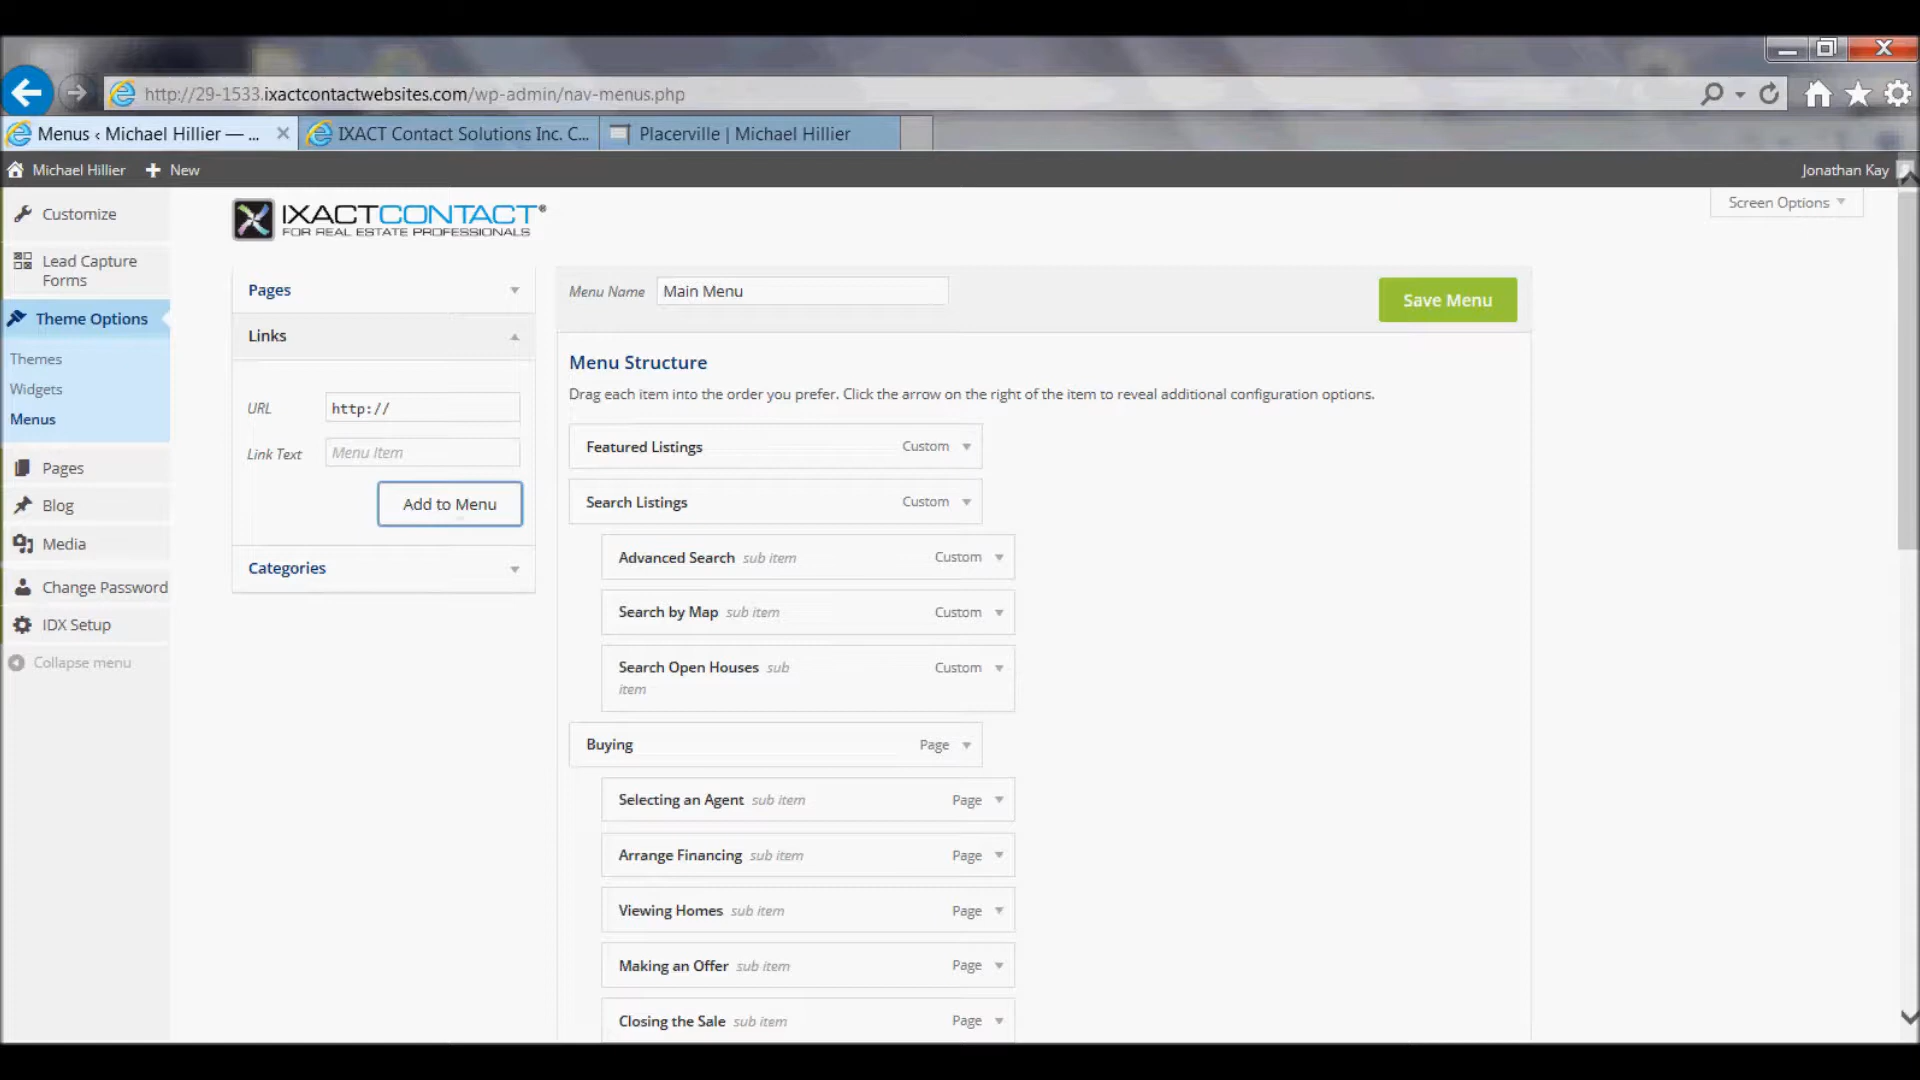 http://29-1533.ixactcontactwebsites.com/wp-admin/nav-menus.php
Menus ‹ Michael Hillier — ...
IXACT Contact Solutions Inc. C...
Placerville | Michael Hillier
Michael Hillier
New
Jonathan Kay
Customize
Lead Capture
Forms
Theme Options
Themes
Widgets
Menus
Pages
Blog
Media
Change Password
IDX Setup
Collapse menu
IXACTCONTACT®
FOR REAL ESTATE PROFESSIONALS
Screen Options
Pages
Links
URL
http://
Link Text
Menu Item
Add to Menu
Categories
Menu Name
Main Menu
Save Menu
Menu Structure
Drag each item into the order you prefer. Click the arrow on the right of the item to reveal additional configuration options.
Featured Listings Custom
Search Listings Custom
Advanced Search sub item Custom
Search by Map sub item Custom
Search Open Houses sub Custom
item
Buying Page
Selecting an Agent sub item Page
Arrange Financing sub item Page
Viewing Homes sub item Page
Making an Offer sub item Page
Closing the Sale sub item Page